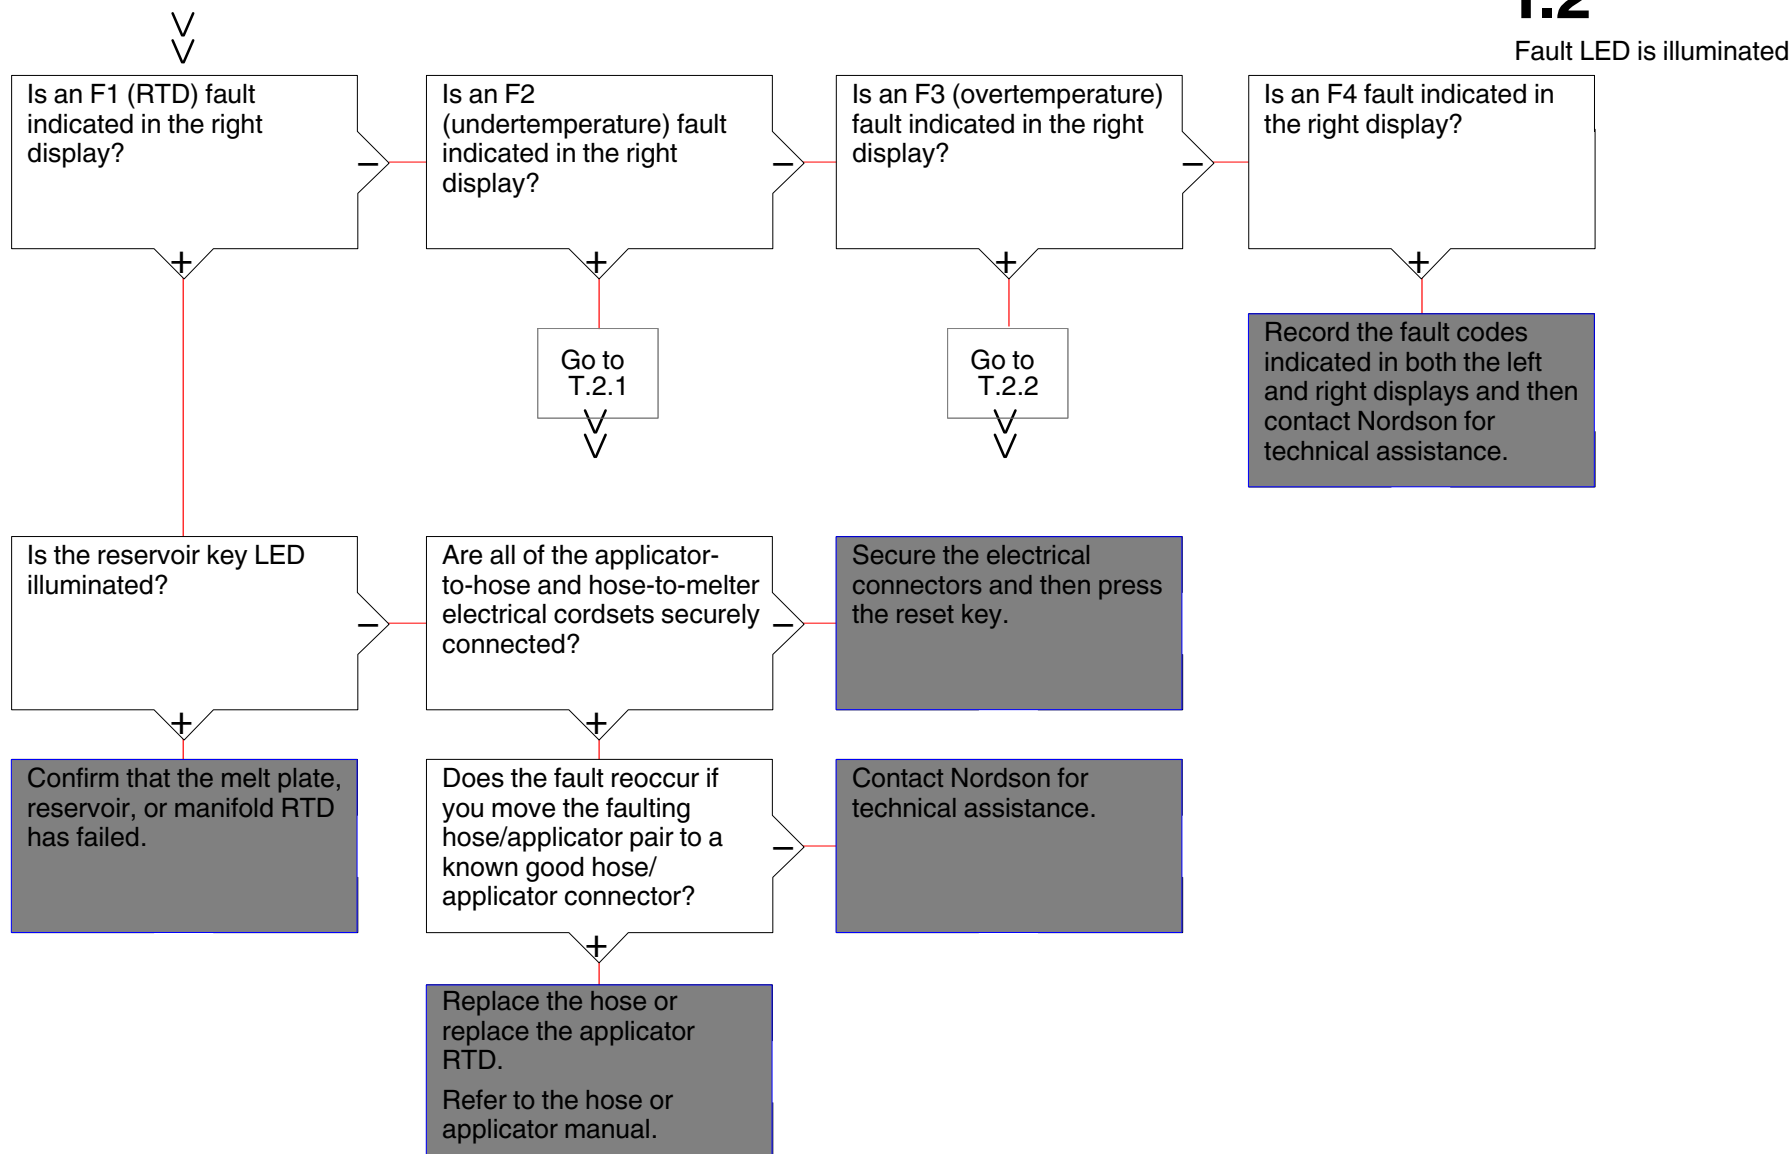 T.2
Fault LED is illuminated
Is an F1 (RTD) fault
indicated in the right
display?
–
+
Is an F2
(undertemperature) fault
indicated in the right
display?
–
+
Is an F3 (overtemperature)
fault indicated in the right
display?
–
+
Is an F4 fault indicated in
the right display?
+
Go to
T.2.1
Go to
T.2.2
Record the fault codes
indicated in both the left
and right displays and then
contact Nordson for
technical assistance.
Is the reservoir key LED
illuminated?
–
+
Are all of the applicator-
to-hose and hose-to-melter
electrical cordsets securely
connected?
–
+
Secure the electrical
connectors and then press
the reset key.
Confirm that the melt plate,
reservoir, or manifold RTD
has failed.
Does the fault reoccur if
you move the faulting
hose/applicator pair to a
known good hose/
applicator connector?
–
+
Contact Nordson for
technical assistance.
Replace the hose or
replace the applicator
RTD.
Refer to the hose or
applicator manual.